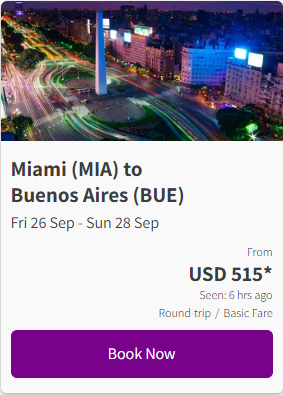 Miami (MIA) to
Buenos Aires (BUE)
Fri 26 Sep - Sun 28 Sep
From
USD 515*
Seen: 6 hrs ago
Round-trip / Basic Fare
Book Now